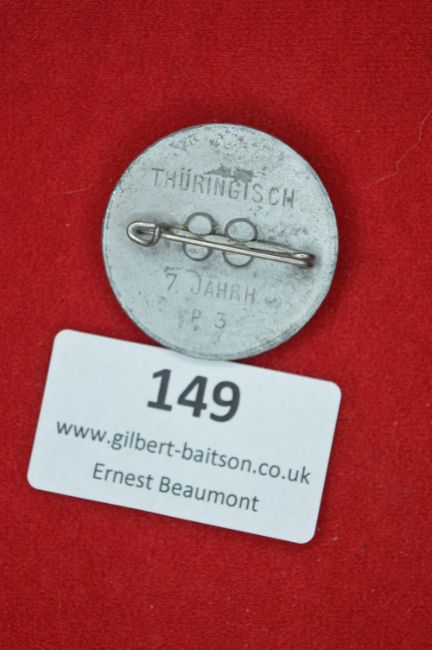 THÜRINGISCH
7 JAHRH
P 3
149
www.gilbert-baitson.co.uk
Ernest Beaumont